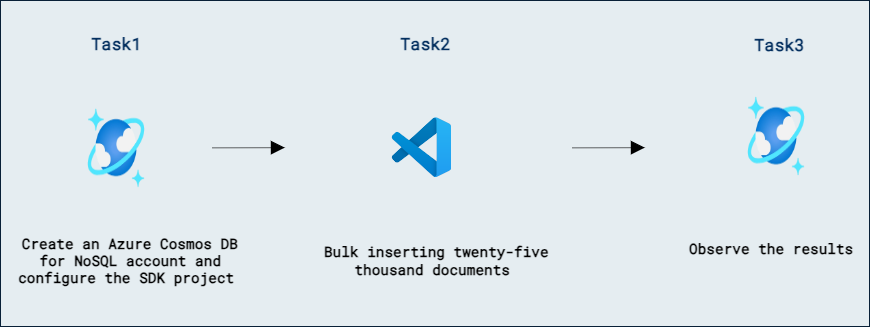 Task1
Task2
Task3
Create an Azure Cosmos DB
for NoSQL account and
configure the SDK project
Bulk inserting twenty-five
thousand documents
Observe the results